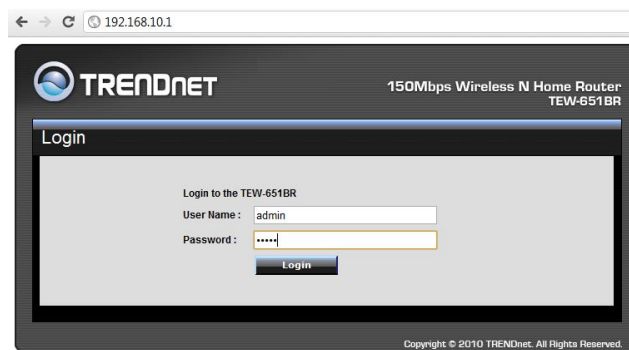 192.168.10.1
TRENDNET
150Mbps Wireless N Home Router
TEW-651BR
Login
Login to the TEW-651BR
User Name : admin
Password : •••••
Login
Copyright © 2010 TRENDnet. All Rights Reserved.